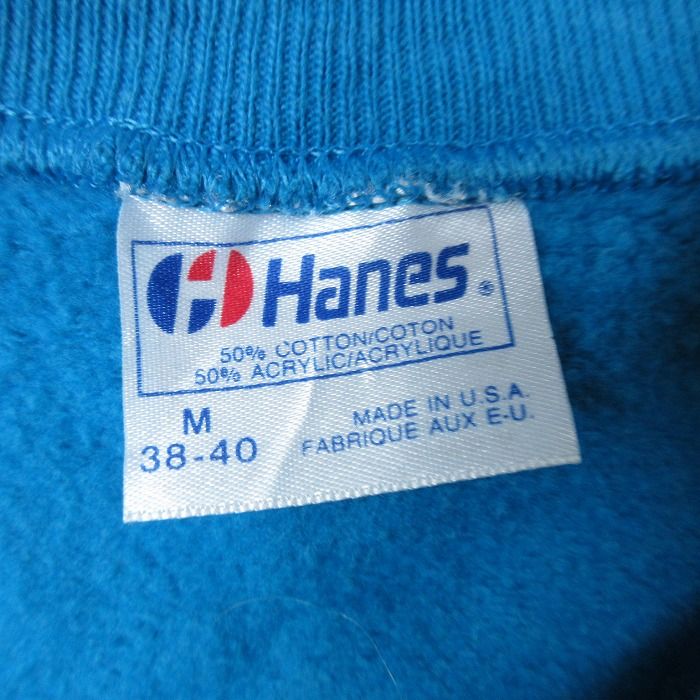 Hanes®
50% COTTON/COTON
50% ACRYLIC/ACRYLIQUE
M
38-40
MADE IN U.S.A.
FABRIQUE AUX E-U.